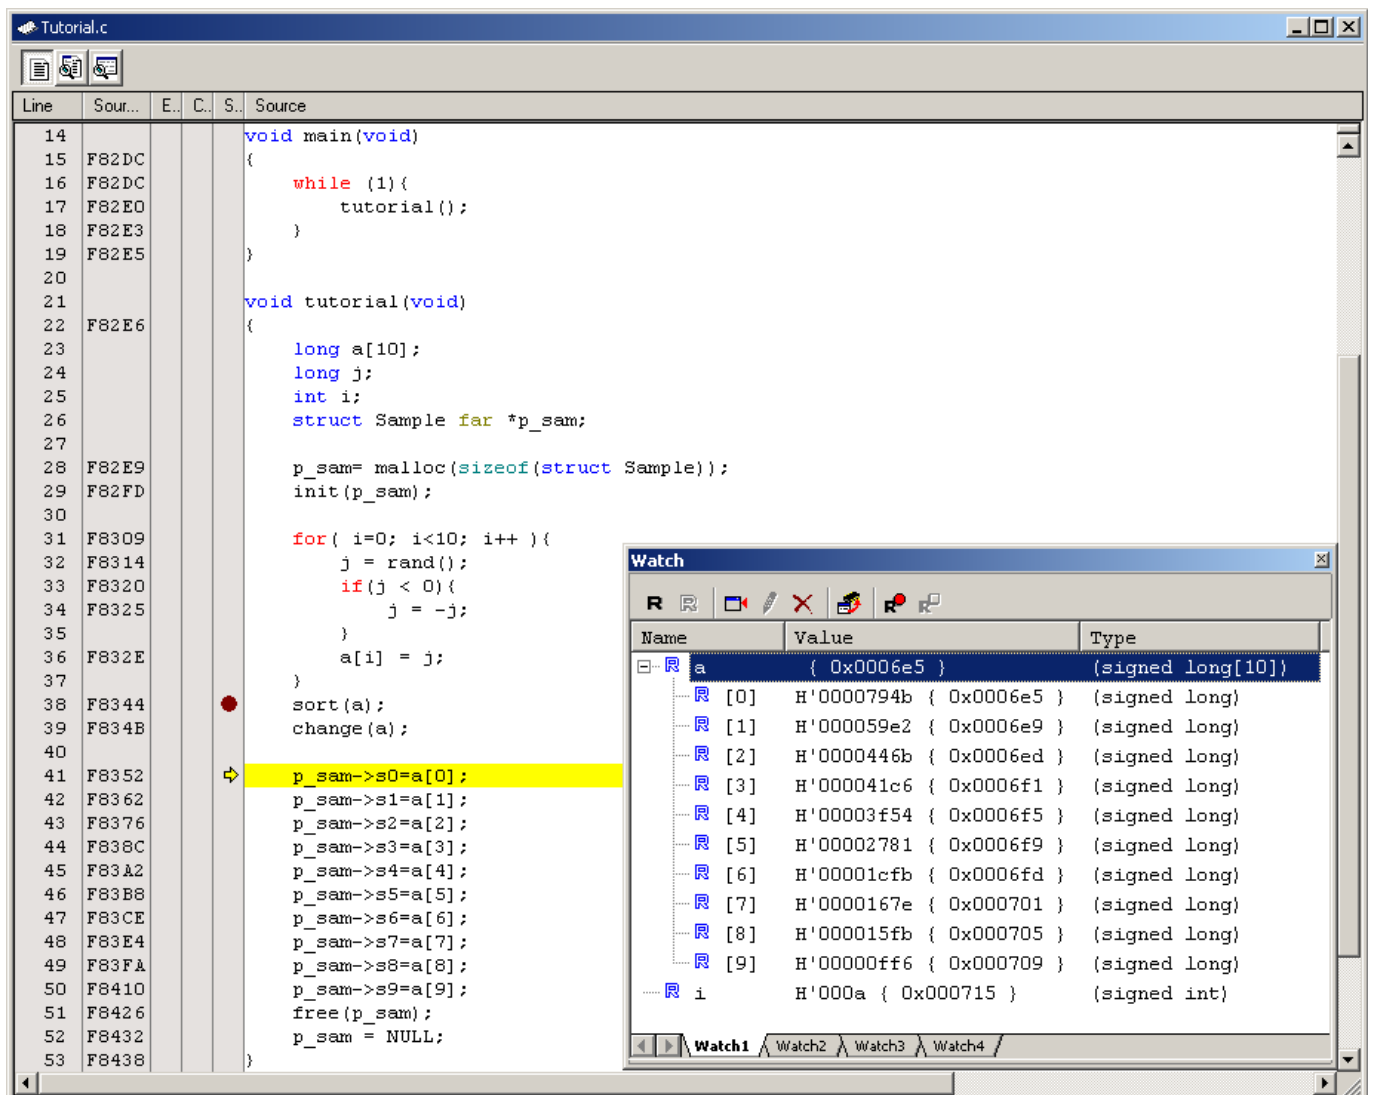 Tutorial.c
Line Sour... E.. C.. S.. Source
14 void main(void)
15 F82DC {
16 F82DC while (1){
17 F82E0 tutorial();
18 F82E3 }
19 F82E5 }
20
21 void tutorial(void)
22 F82E6 {
23 long a[10];
24 long j;
25 int i;
26 struct Sample far *p_sam;
27
28 F82E9 p_sam= malloc(sizeof(struct Sample));
29 F82FD init(p_sam);
30
31 F8309 for( i=0; i<10; i++ ){
32 F8314 j = rand();
33 F8320 if(j < 0){
34 F8325 j = -j;
35 }
36 F832E a[i] = j;
37 }
38 F8344 sort(a);
39 F834B change(a);
40
41 F8352 p_sam->s0=a[0];
42 F8362 p_sam->s1=a[1];
43 F8376 p_sam->s2=a[2];
44 F838C p_sam->s3=a[3];
45 F83A2 p_sam->s4=a[4];
46 F83B8 p_sam->s5=a[5];
47 F83CE p_sam->s6=a[6];
48 F83E4 p_sam->s7=a[7];
49 F83FA p_sam->s8=a[8];
50 F8410 p_sam->s9=a[9];
51 F8426 free(p_sam);
52 F8432 p_sam = NULL;
53 F8438 }
Watch
R R R R
Name Value Type
R a { 0x0006e5 } (signed long[10])
R [0] H'0000794b { 0x0006e5 } (signed long)
R [1] H'000059e2 { 0x0006e9 } (signed long)
R [2] H'0000446b { 0x0006ed } (signed long)
R [3] H'000041c6 { 0x0006f1 } (signed long)
R [4] H'00003f54 { 0x0006f5 } (signed long)
R [5] H'00002781 { 0x0006f9 } (signed long)
R [6] H'00001cfb { 0x0006fd } (signed long)
R [7] H'0000167e { 0x000701 } (signed long)
R [8] H'000015fb { 0x000705 } (signed long)
R [9] H'00000ff6 { 0x000709 } (signed long)
R i H'000a { 0x000715 } (signed int)
Watch1 Watch2 Watch3 Watch4